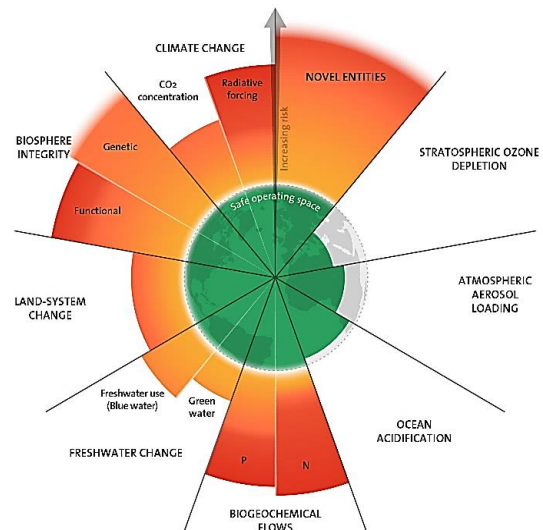 CLIMATE CHANGE
CO2
concentration
Radiative
forcing
Increasing risk
NOVEL ENTITIES
STRATOSPHERIC OZONE
DEPLETION
ATMOSPHERIC
AEROSOL
LOADING
OCEAN
ACIDIFICATION
BIOGEOCHEMICAL
FLOWS
P
N
FRESHWATER CHANGE
Freshwater use
(Blue water)
Green
water
LAND-SYSTEM
CHANGE
BIOSPHERE
INTEGRITY
Genetic
Functional
Safe operating space